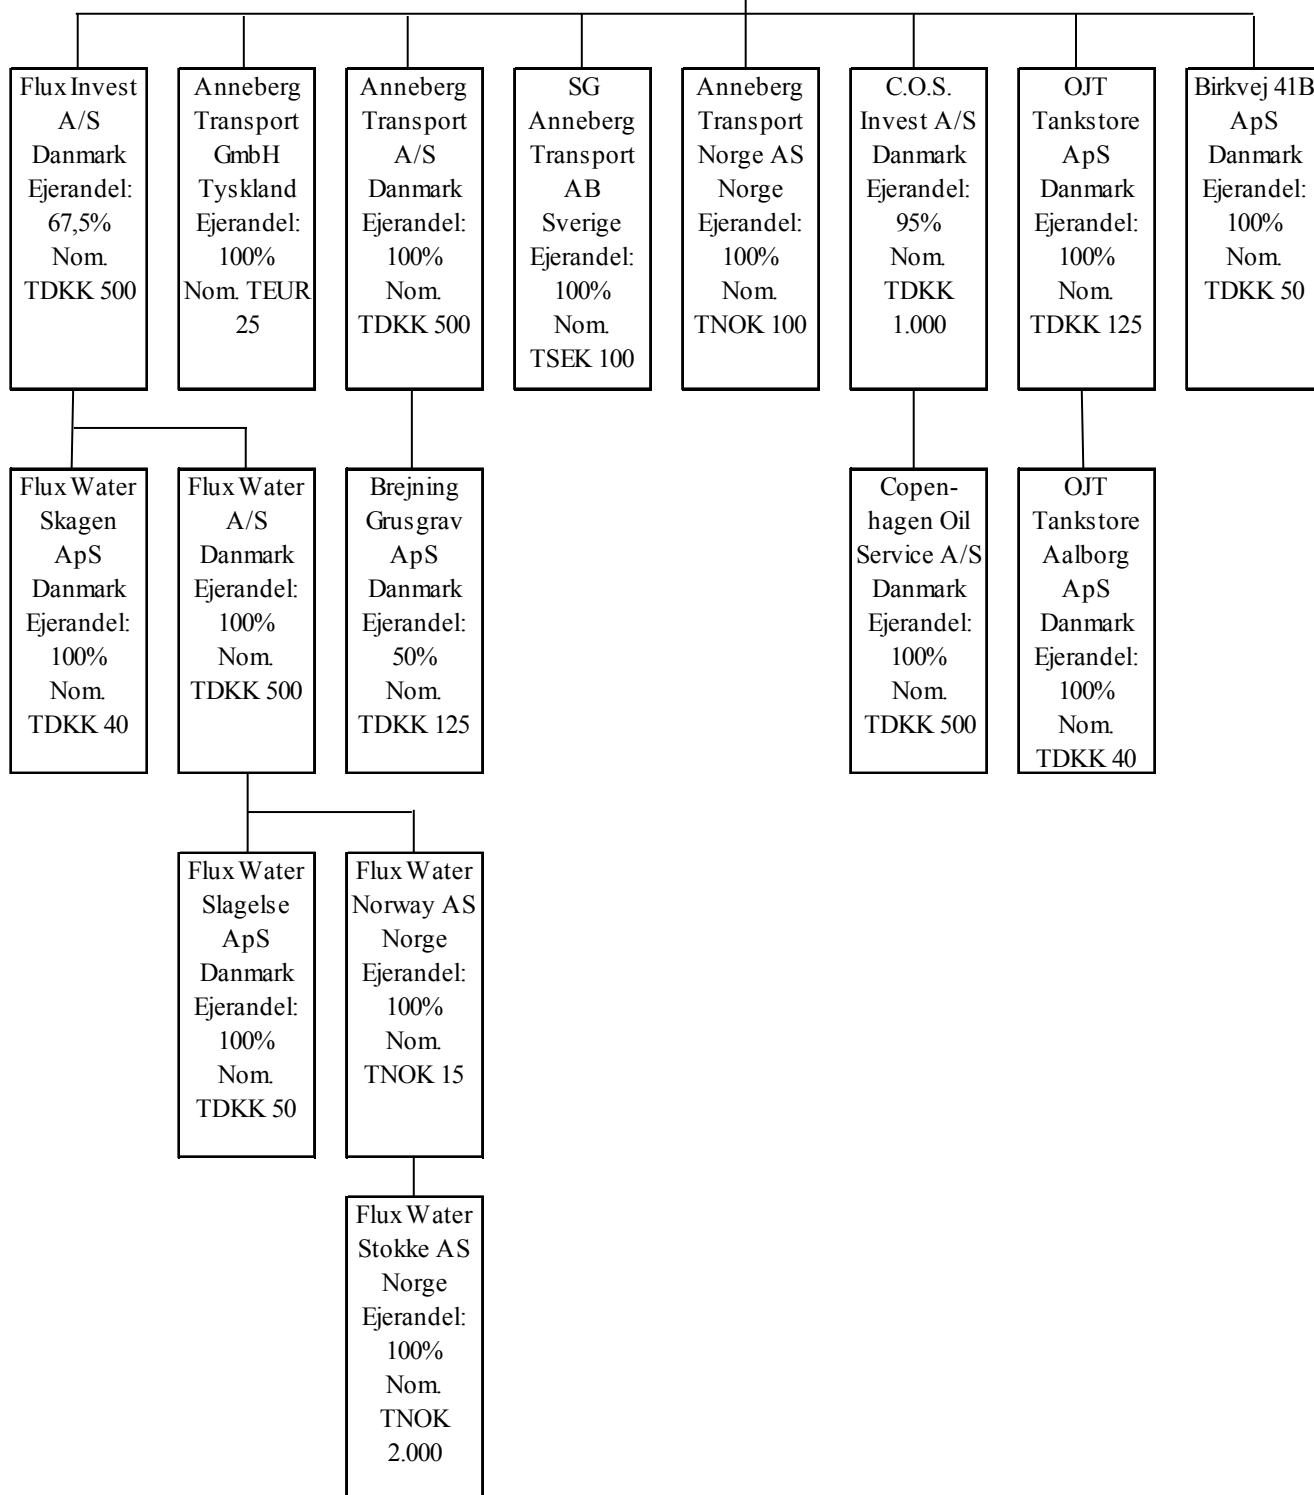 Flux Invest
A/S
Danmark
Ejerandel:
67,5%
Nom.
TDKK 500
Anneberg
Transport
GmbH
Tyskland
Ejerandel:
100%
Nom. TEUR
25
Anneberg
Transport
A/S
Danmark
Ejerandel:
100%
Nom.
TDKK 500
SG
Anneberg
Transport
AB
Sverige
Ejerandel:
100%
Nom.
TSEK 100
Anneberg
Transport
Norge AS
Norge
Ejerandel:
100%
Nom.
TNOK 100
C.O.S.
Invest A/S
Danmark
Ejerandel:
95%
Nom.
TDKK
1.000
OJT
Tankstore
ApS
Danmark
Ejerandel:
100%
Nom.
TDKK 125
Birkvej 41B
ApS
Danmark
Ejerandel:
100%
Nom.
TDKK 50
Flux Water
Skagen
ApS
Danmark
Ejerandel:
100%
Nom.
TDKK 40
Flux Water
A/S
Danmark
Ejerandel:
100%
Nom.
TDKK 500
Brejning
Grusgrav
ApS
Danmark
Ejerandel:
50%
Nom.
TDKK 125
Copen-
hagen Oil
Service A/S
Danmark
Ejerandel:
100%
Nom.
TDKK 500
OJT
Tankstore
Aalborg
ApS
Danmark
Ejerandel:
100%
Nom.
TDKK 40
Flux Water
Slagelse
ApS
Danmark
Ejerandel:
100%
Nom.
TDKK 50
Flux Water
Norway AS
Norge
Ejerandel:
100%
Nom.
TNOK 15
Flux Water
Stokke AS
Norge
Ejerandel:
100%
Nom.
TNOK
2.000